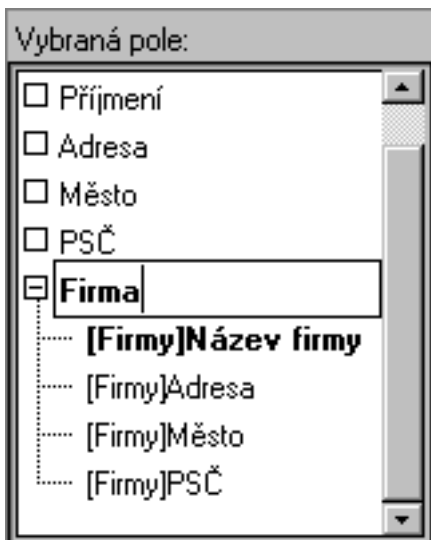 Vybraná pole:
Příjmení
Adresa
Město
PSČ
Firma
[Firmy]Název firmy
[Firmy]Adresa
[Firmy]Město
[Firmy]PSČ